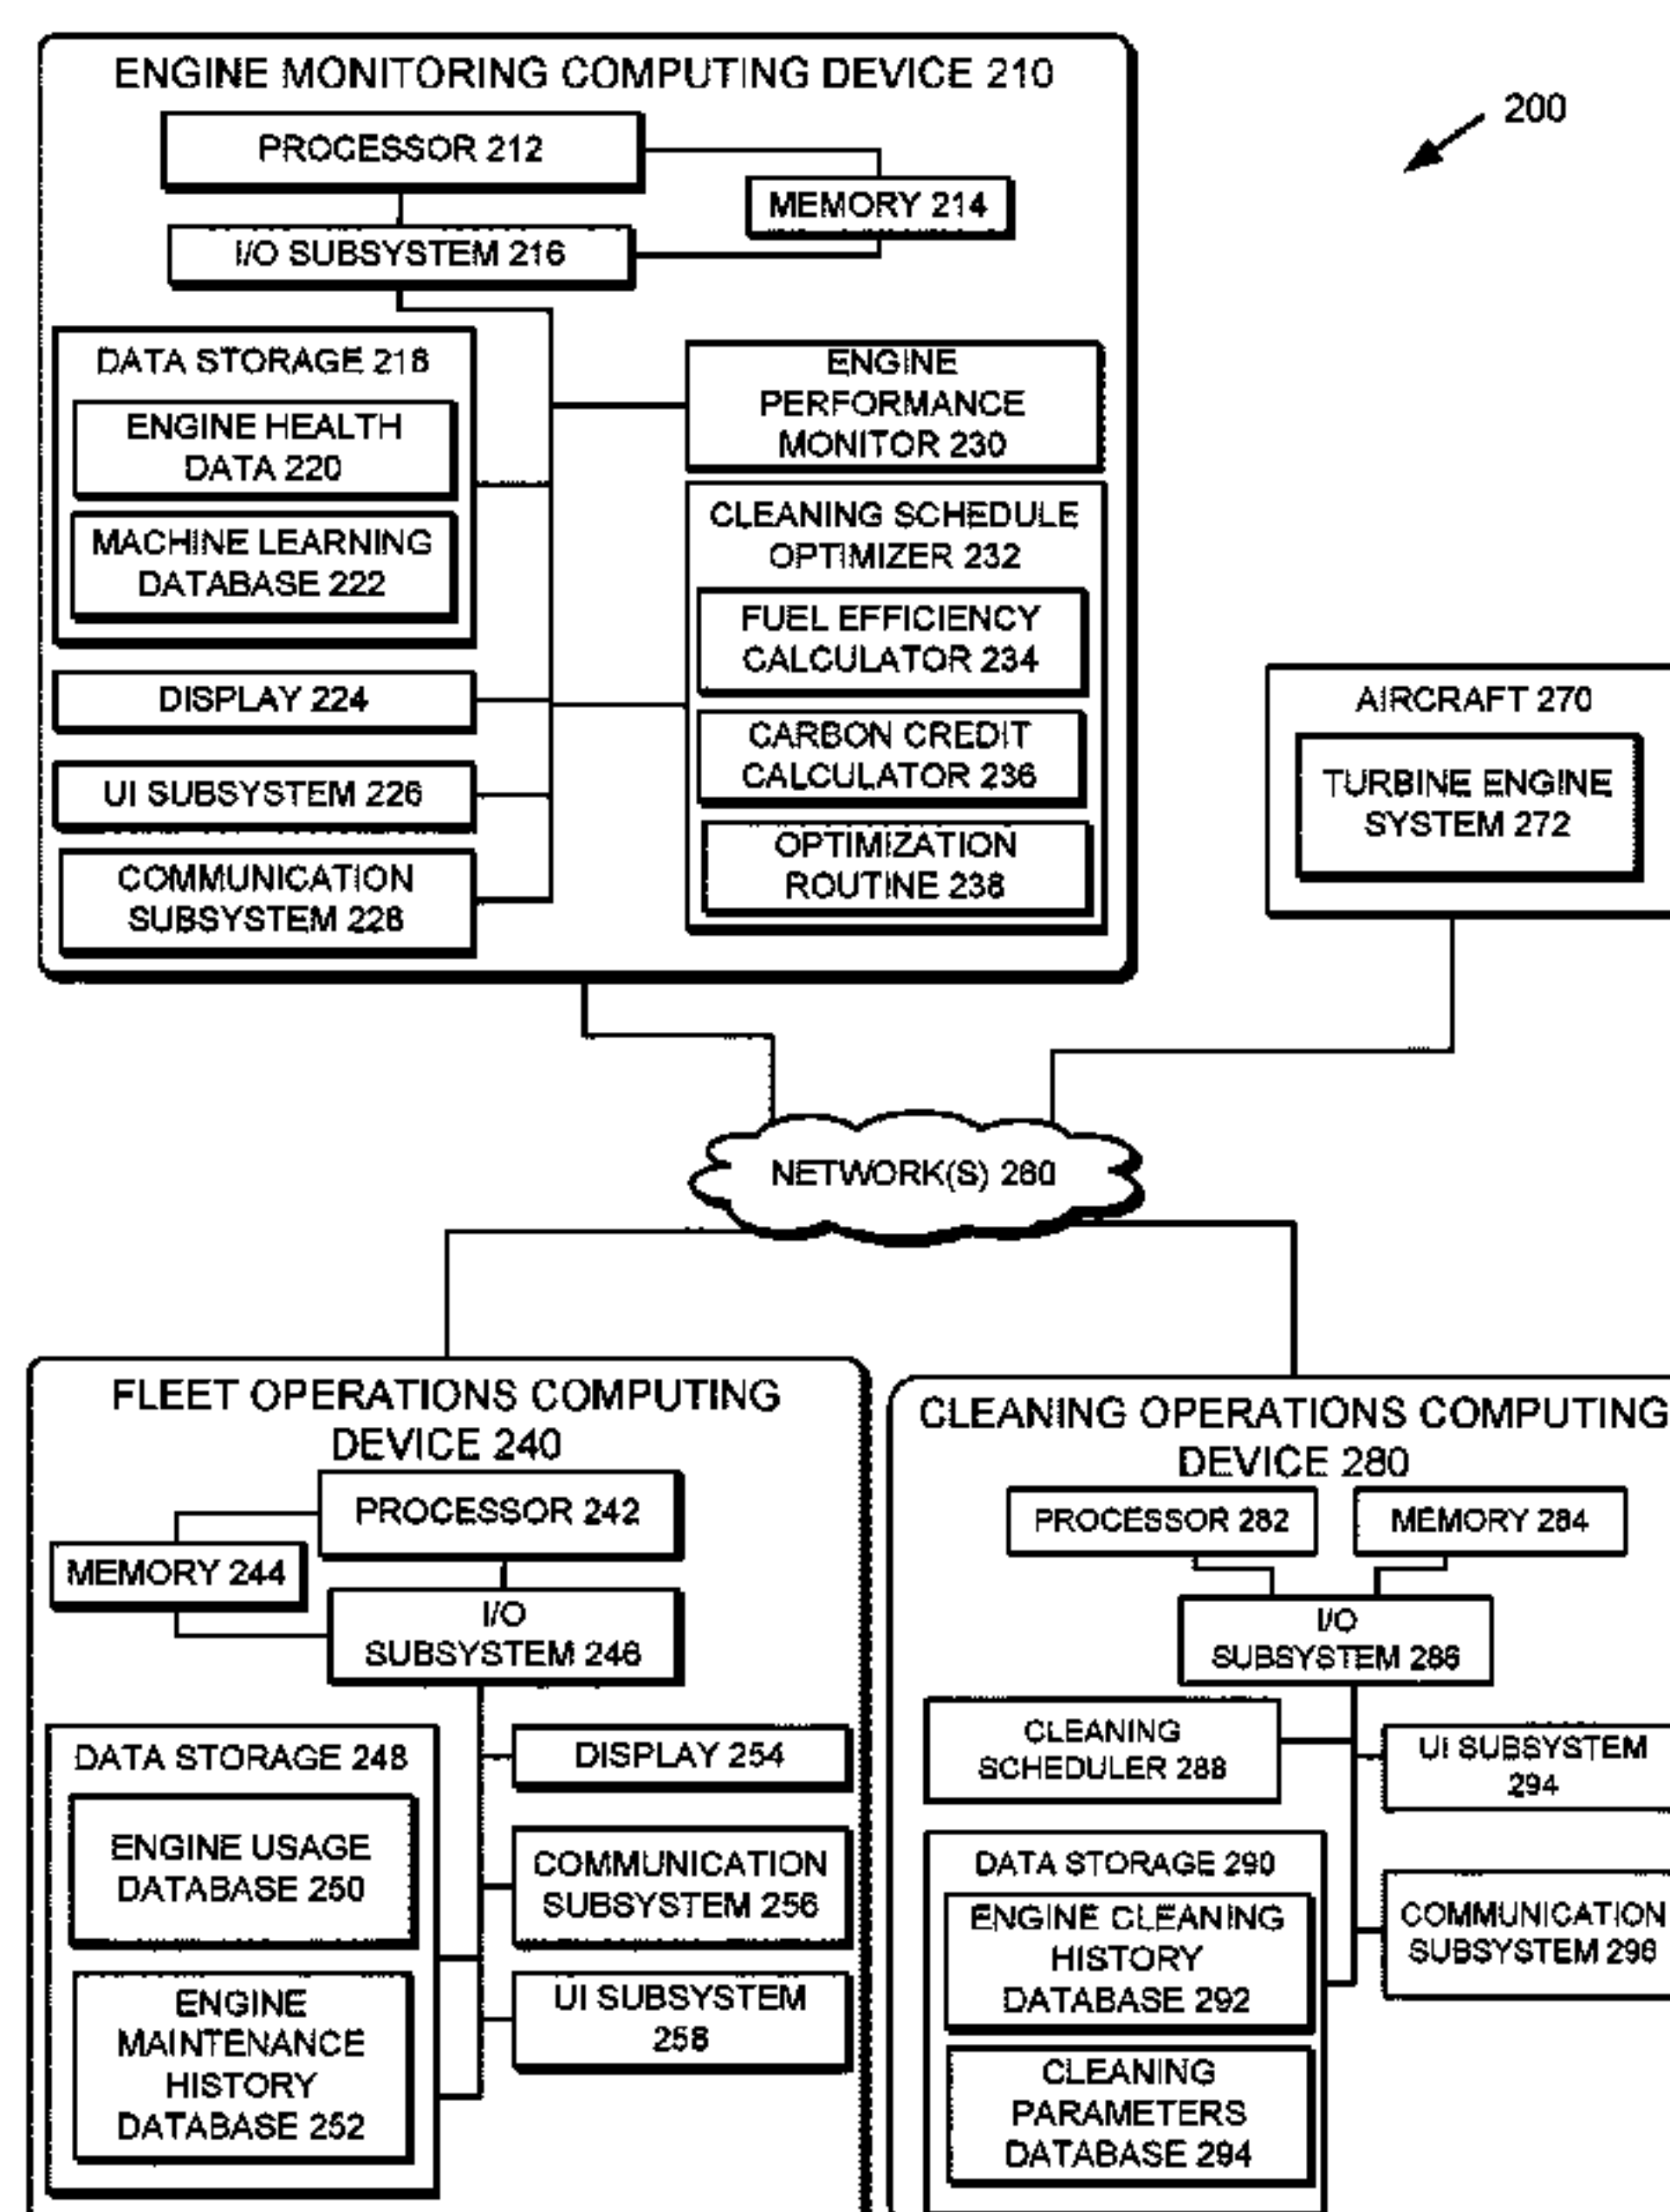 ENGINE MONITORING COMPUTING DEVICE 210
PROCESSOR 212
MEMORY 214
I/O SUBSYSTEM 216
DATA STORAGE 218
ENGINE HEALTH
DATA 220
MACHINE LEARNING
DATABASE 222
DISPLAY 224
UI SUBSYSTEM 226
COMMUNICATION
SUBSYSTEM 228
ENGINE
PERFORMANCE
MONITOR 230
CLEANING SCHEDULE
OPTIMIZER 232
FUEL EFFICIENCY
CALCULATOR 234
CARBON CREDIT
CALCULATOR 236
OPTIMIZATION
ROUTINE 238
200
AIRCRAFT 270
TURBINE ENGINE
SYSTEM 272
NETWORK(S) 260
FLEET OPERATIONS COMPUTING
DEVICE 240
PROCESSOR 242
MEMORY 244
I/O
SUBSYSTEM 246
DATA STORAGE 248
ENGINE USAGE
DATABASE 250
ENGINE
MAINTENANCE
HISTORY
DATABASE 252
DISPLAY 254
COMMUNICATION
SUBSYSTEM 256
UI SUBSYSTEM
258
CLEANING OPERATIONS COMPUTING
DEVICE 280
PROCESSOR 282
MEMORY 284
I/O
SUBSYSTEM 286
CLEANING
SCHEDULER 288
DATA STORAGE 290
ENGINE CLEANING
HISTORY
DATABASE 292
CLEANING
PARAMETERS
DATABASE 294
UI SUBSYSTEM
294
COMMUNICATION
SUBSYSTEM 296